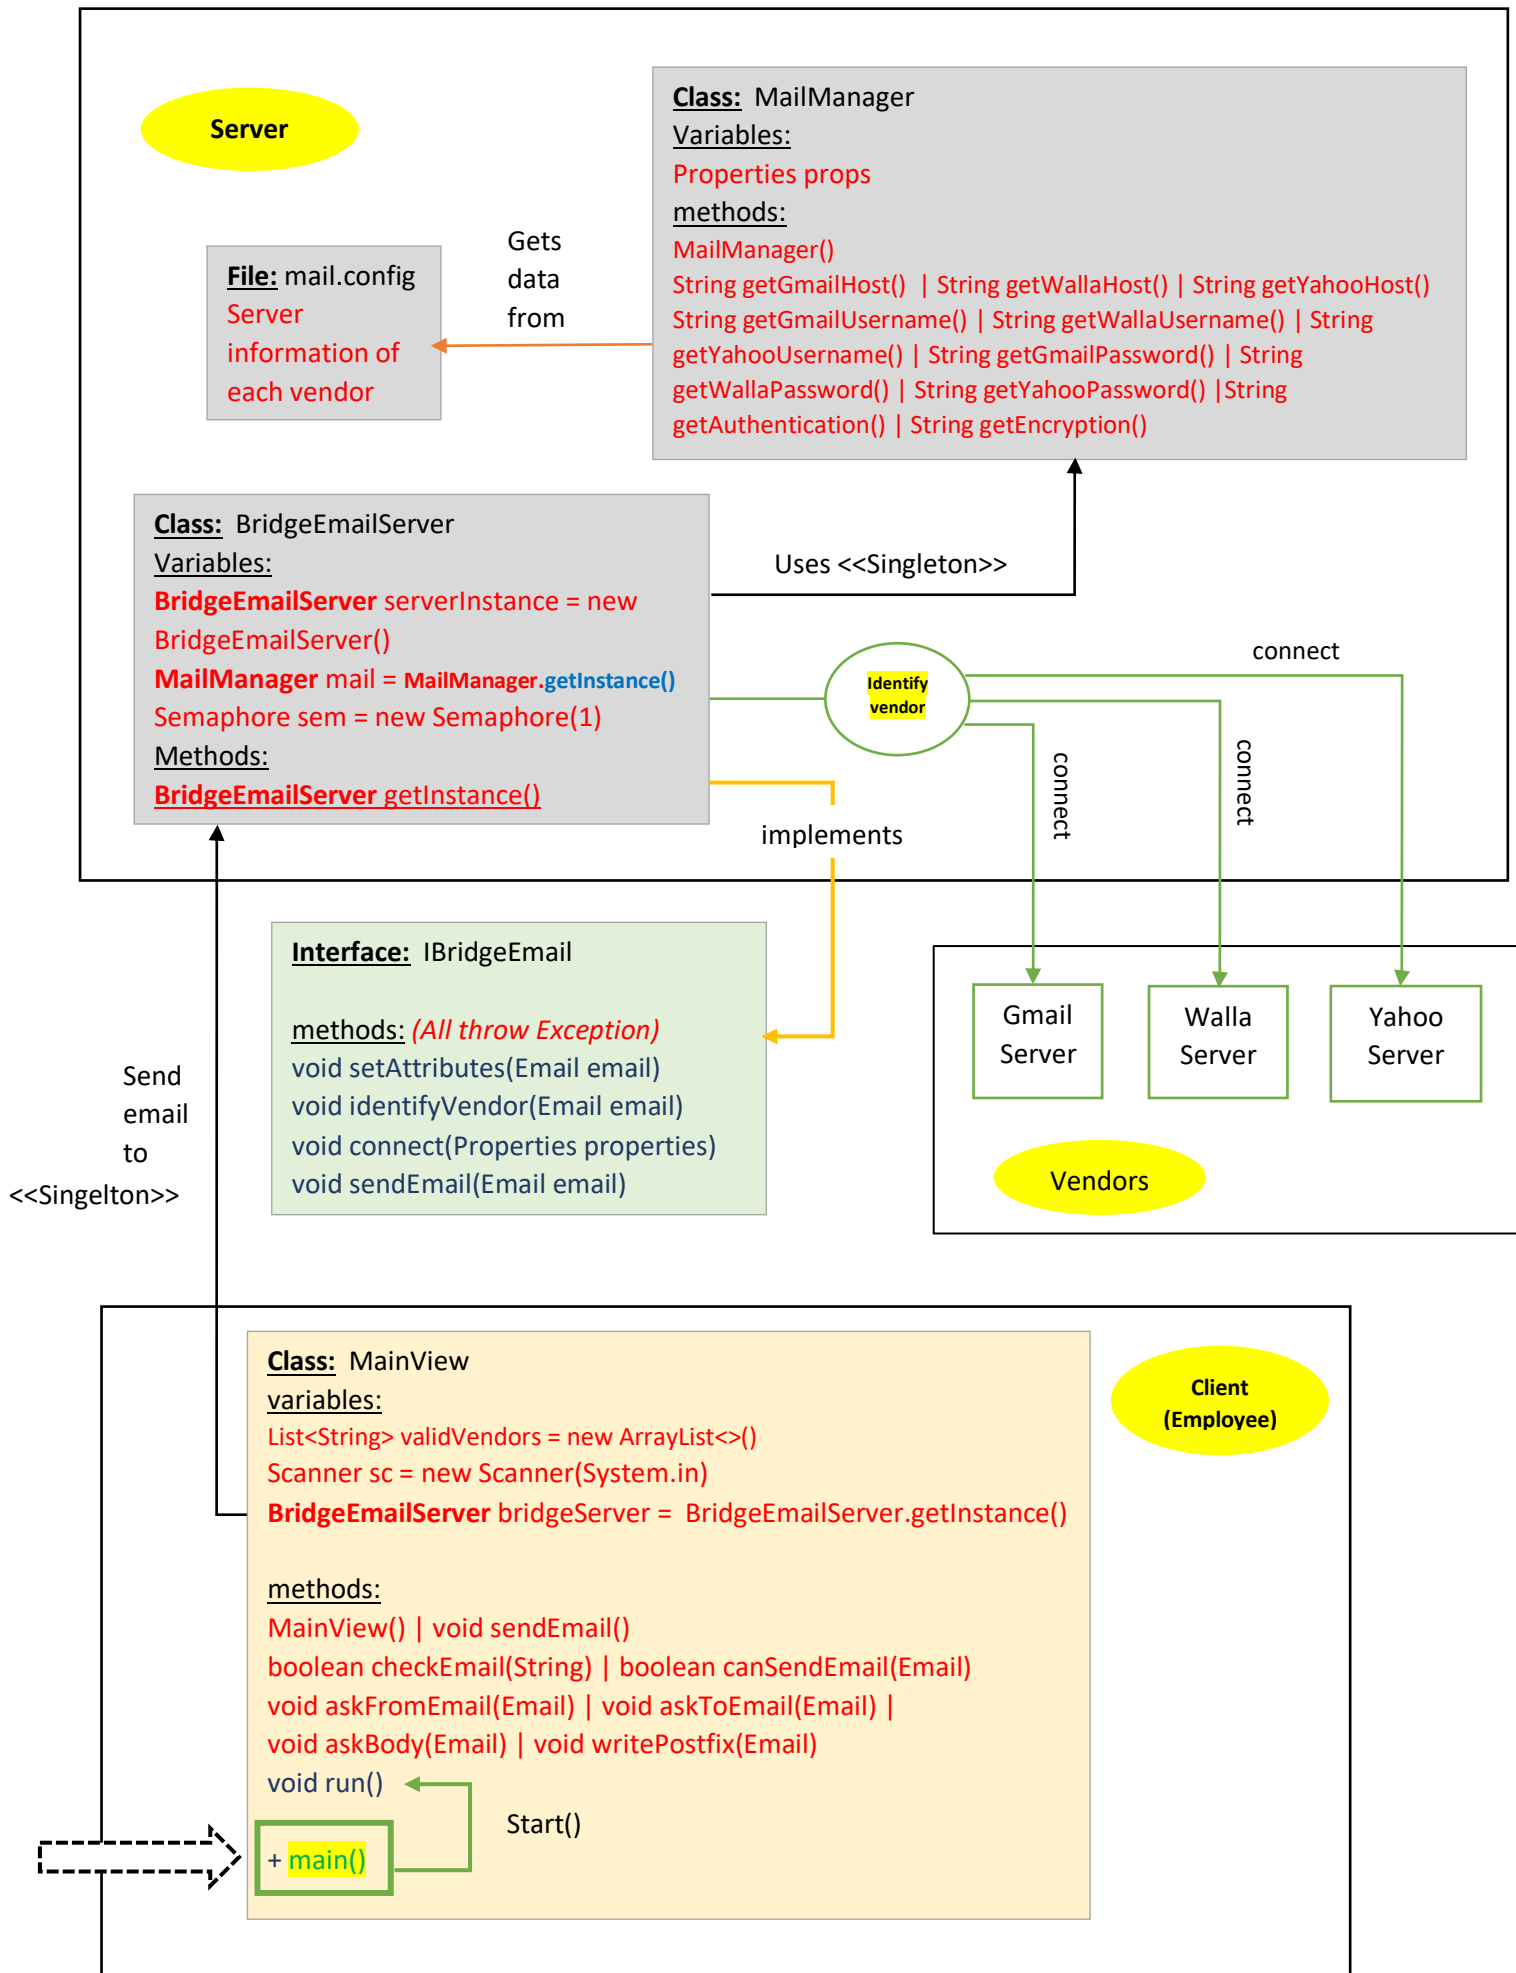 Server
Class: MailManager
Variables:
Properties props
methods:
MailManager()
String getGmailHost() | String getWallaHost() | String getYahooHost()
String getGmailUsername() | String getWallaUsername() | String
getYahooUsername() | String getGmailPassword() | String
getWallaPassword() | String getYahooPassword() |String
getAuthentication() | String getEncryption()
Gets
data
from
File: mail.config
Server
information of
each vendor
Class: BridgeEmailServer
Variables:
BridgeEmailServer serverInstance = new
BridgeEmailServer()
MailManager mail = MailManager.getInstance()
Semaphore sem = new Semaphore(1)
Methods:
BridgeEmailServer getInstance()
Uses <<Singleton>>
Identify
vendor
connect
connect
connect
implements
Interface: IBridgeEmail
methods: (All throw Exception)
void setAttributes(Email email)
void identifyVendor(Email email)
void connect(Properties properties)
void sendEmail(Email email)
Gmail
Server
Walla
Server
Yahoo
Server
Vendors
Send
email
to
<<Singelton>>
Class: MainView
variables:
List<String> validVendors = new ArrayList<>()
Scanner sc = new Scanner(System.in)
BridgeEmailServer bridgeServer = BridgeEmailServer.getInstance()
methods:
MainView() | void sendEmail()
boolean checkEmail(String) | boolean canSendEmail(Email)
void askFromEmail(Email) | void askToEmail(Email) |
void askBody(Email) | void writePostfix(Email)
void run()
Start()
+ main()
Client
(Employee)